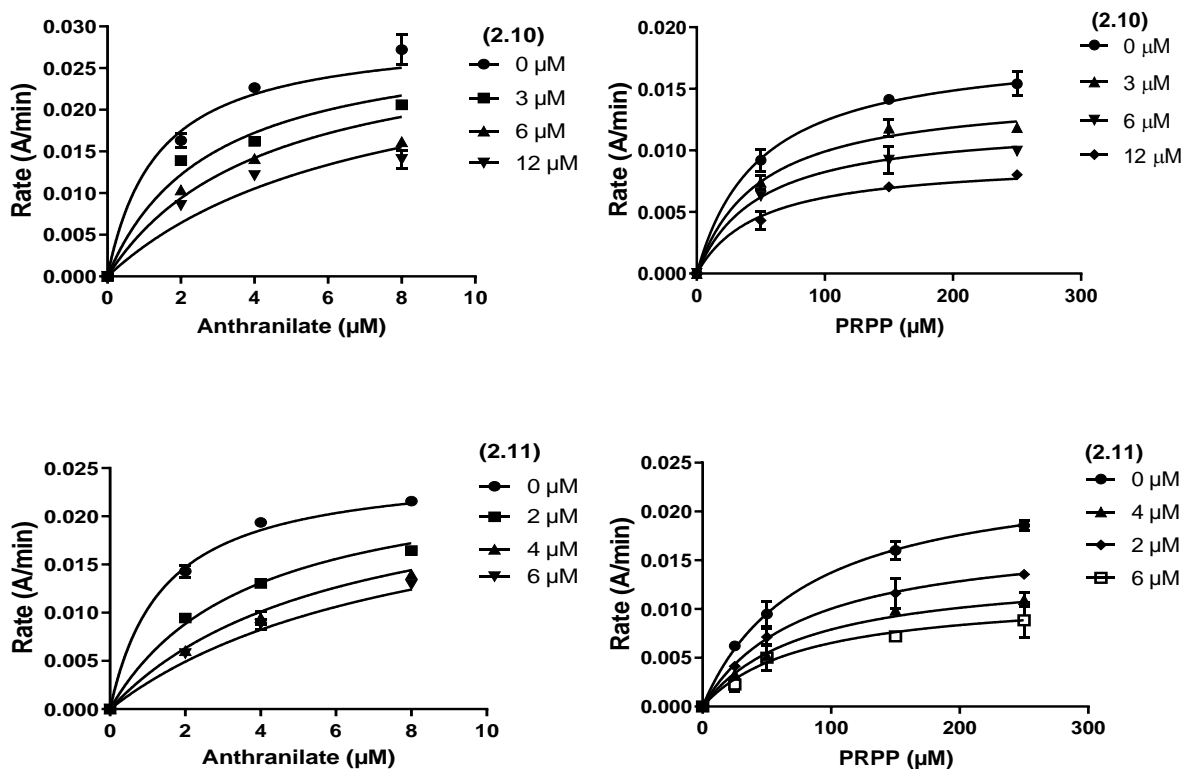 (2.10)
0 µM
3 µM
6 µM
12 µM
Rate (A/min)
0.030
0.025
0.020
0.015
0.010
0.005
0.000
0 2 4 6 8 10
Anthranilate (µM)
(2.10)
0 µM
3 µM
6 µM
12 µM
Rate (A/min)
0.020
0.015
0.010
0.005
0.000
0 100 200 300
PRPP (µM)
(2.11)
0 µM
2 µM
4 µM
6 µM
Rate (A/min)
0.025
0.020
0.015
0.010
0.005
0.000
0 2 4 6 8 10
Anthranilate (µM)
(2.11)
0 µM
4 µM
2 µM
6 µM
Rate (A/min)
0.025
0.020
0.015
0.010
0.005
0.000
0 100 200 300
PRPP (µM)